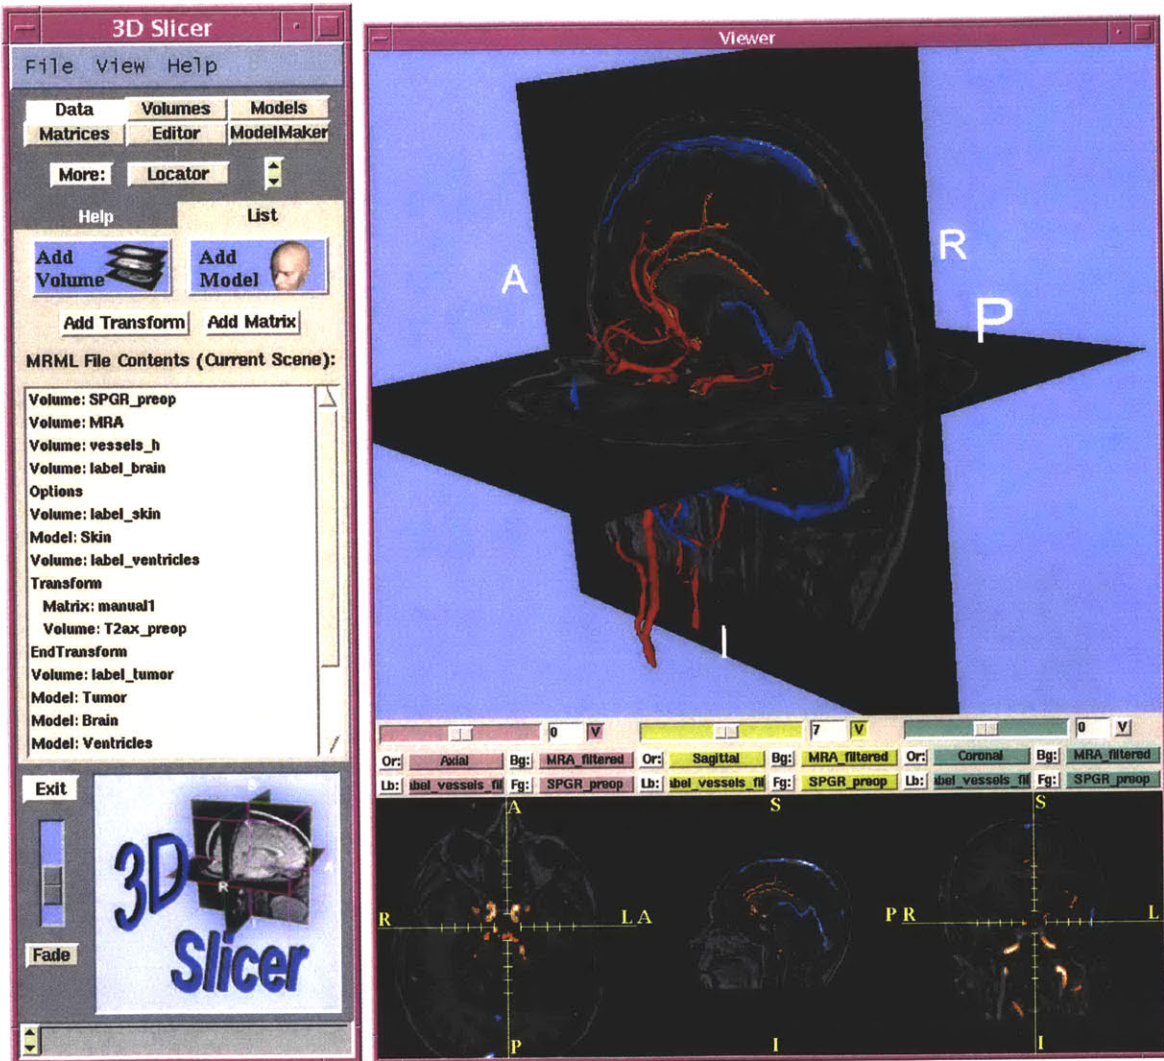 3D Slicer
File View Help
Data Volumes Models
Matrices Editor ModelMaker
More: Locator
Help List
Add Volume
Add Model
Add Transform Add Matrix
MRML File Contents (Current Scene):
Volume: SPGR_preop
Volume: MRA
Volume: vessels_h
Volume: label_brain
Options
Volume: label_skin
Model: Skin
Volume: label_ventricles
Transform
Matrix: manual1
Volume: T2ax_preop
EndTransform
Volume: label_tumor
Model: Tumor
Model: Brain
Model: Ventricles
Exit
Fade
3D
Slicer
R
Viewer
A
R
P
I
0 V 7 V 0 V
Or: Axial Bg: MRA_filtered Or: Sagittal Bg: MRA_filtered Or: Coronal Bg: MRA_filtered
Lb: abel_vessels_fil Fg: SPGR_preop Lb: abel_vessels_fil Fg: SPGR_preop Lb: abel_vessels_fil Fg: SPGR_preop
A S S
R L A P R L
P I I